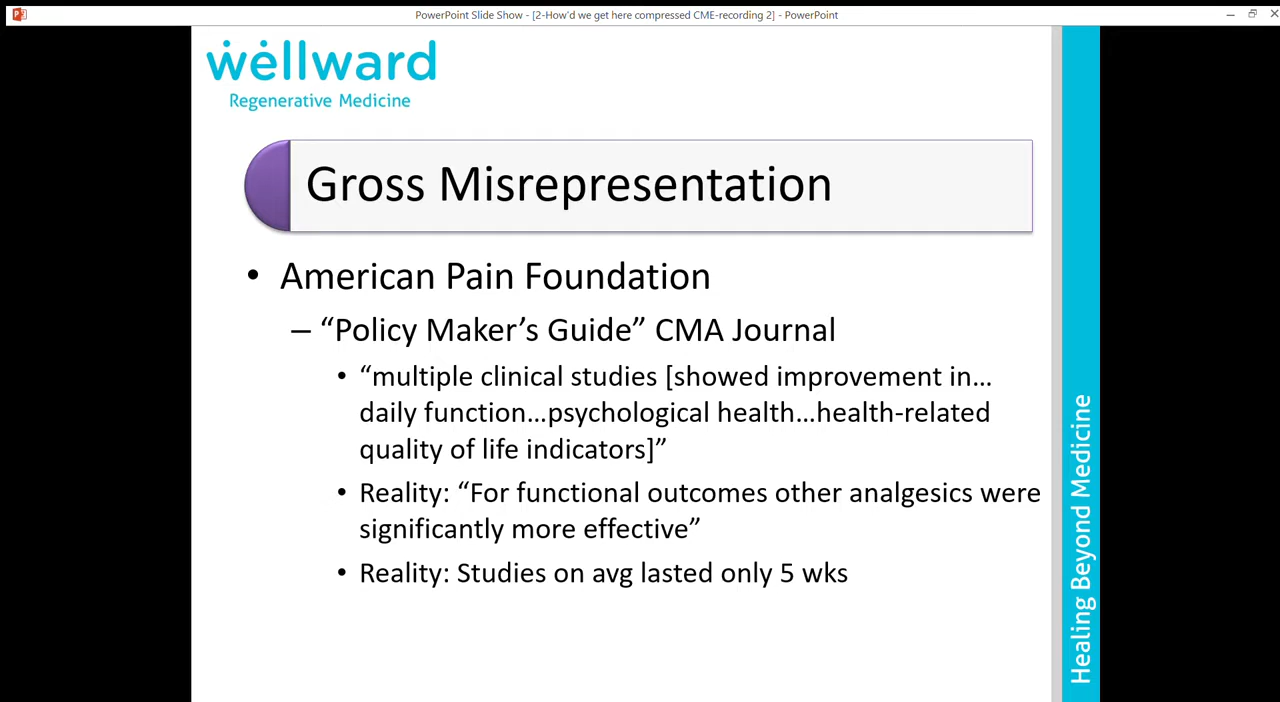 PowerPoint Slide Show - [2-How'd we get here compressed CME-recording 2] - PowerPoint
wellward
Regenerative Medicine
Gross Misrepresentation
• American Pain Foundation
– “Policy Maker’s Guide” CMA Journal
• “multiple clinical studies [showed improvement in…
daily function…psychological health…health-related
quality of life indicators]”
• Reality: “For functional outcomes other analgesics were
significantly more effective”
• Reality: Studies on avg lasted only 5 wks
Healing Beyond Medicine